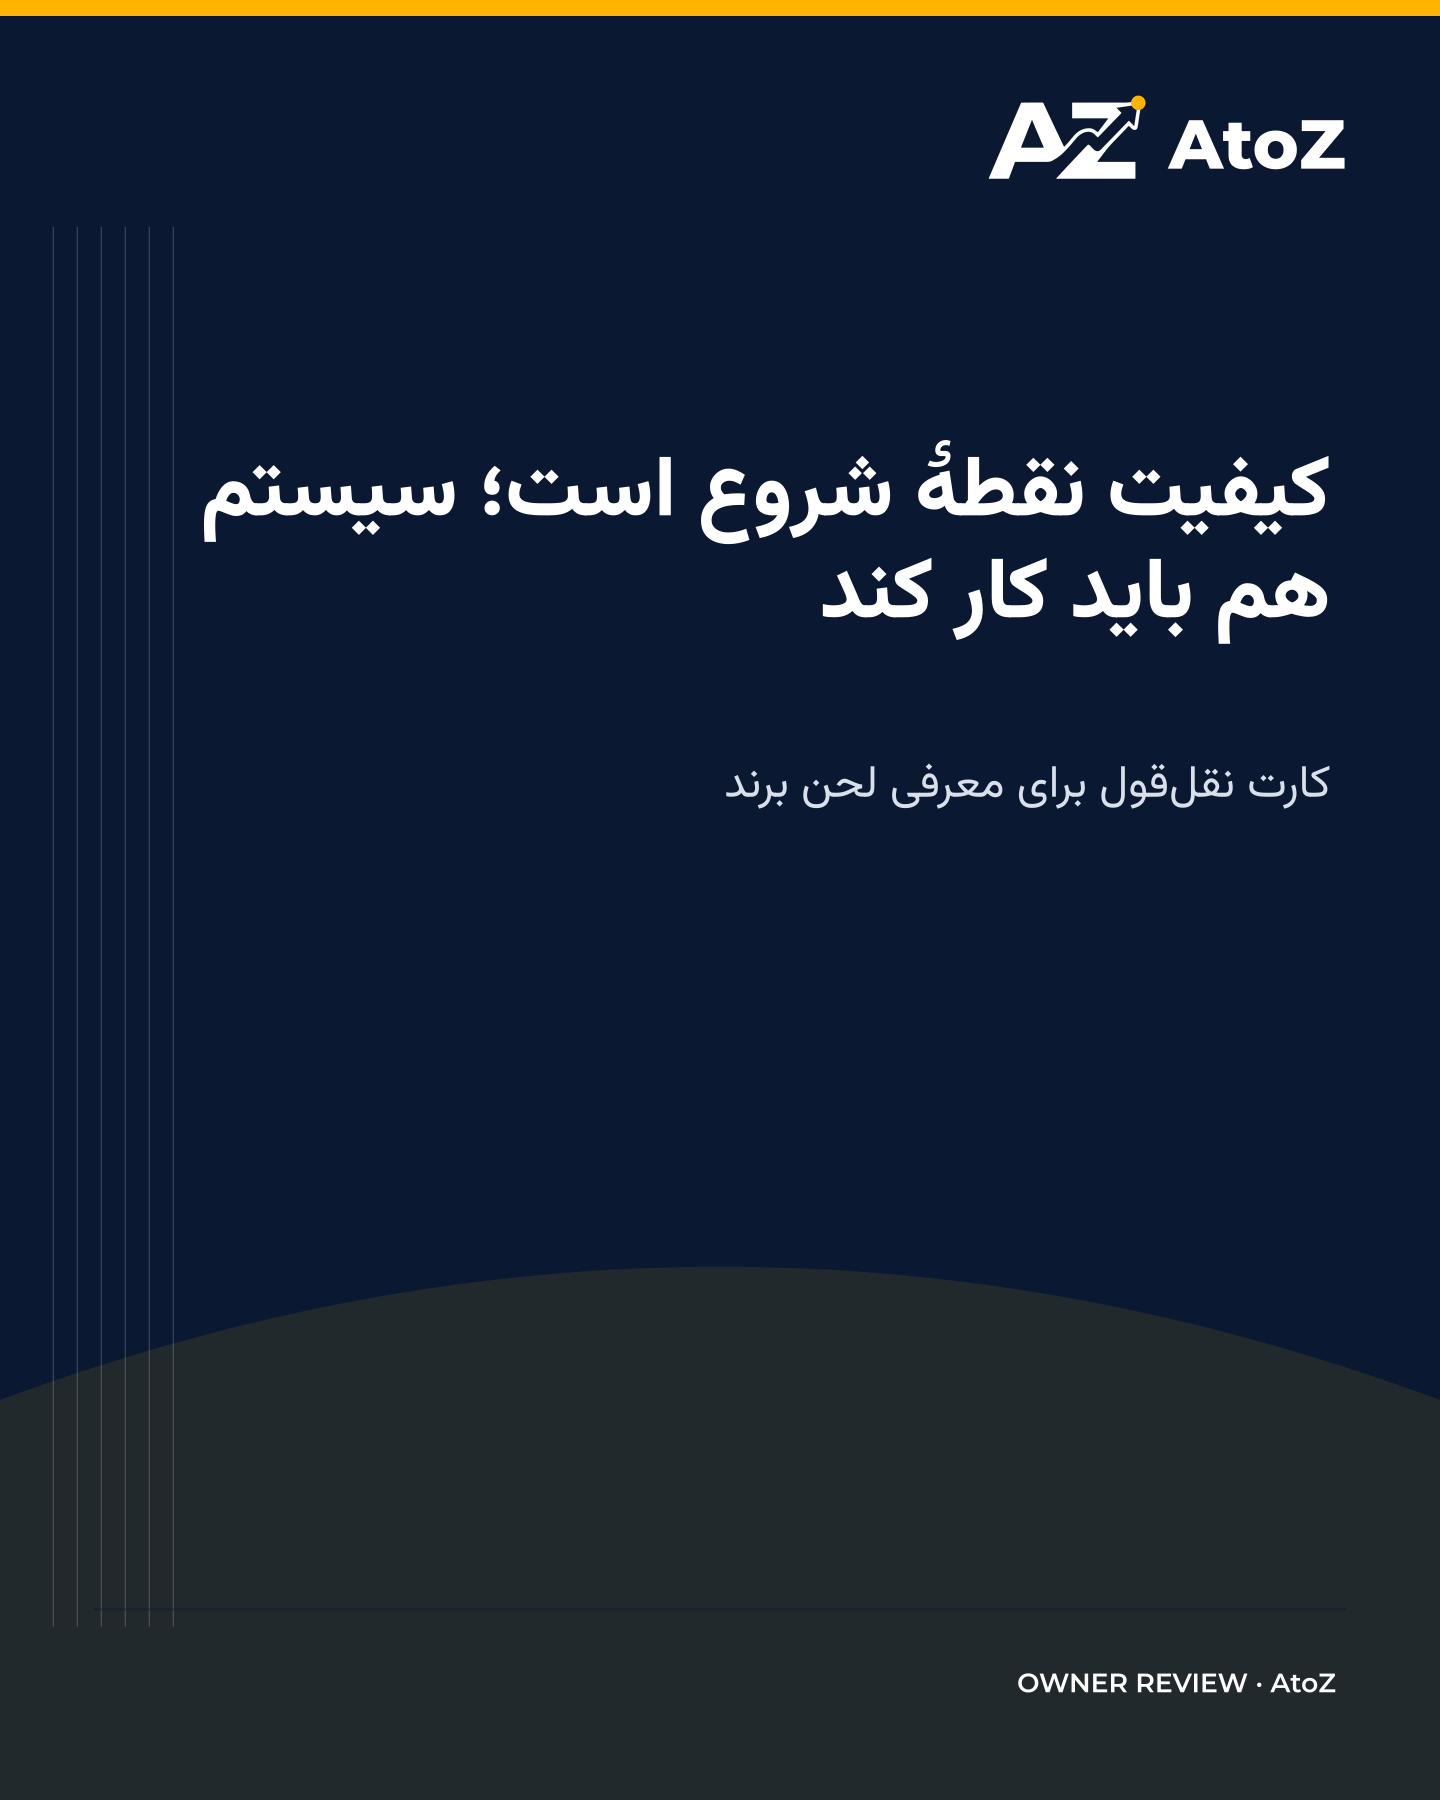 AZ AtoZ
کیفیت نقطهٔ شروع است؛ سیستم
هم باید کار کند
کارت نقل‌قول برای معرفی لحن برند
OWNER REVIEW · AtoZ